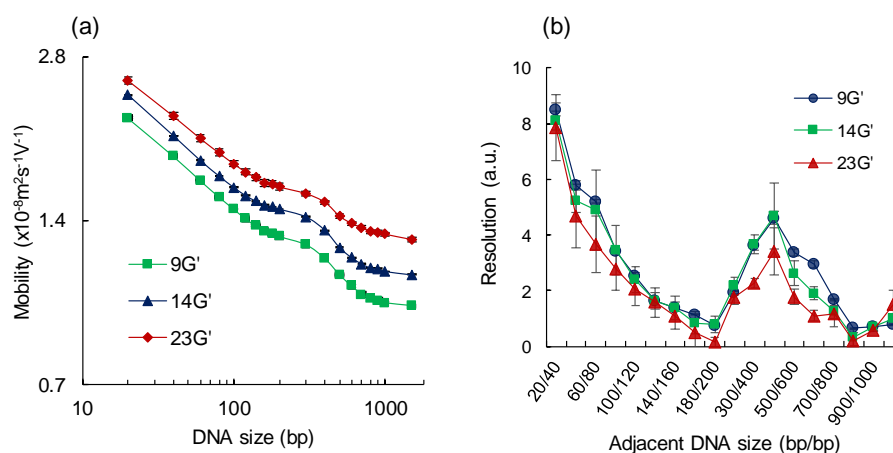 (a)
2.8
1.4
0.7
Mobility (x10-8m2s-1V-1)
10
100
1000
DNA size (bp)
9G'
14G'
23G'
(b)
10
8
6
4
2
0
Resolution (a.u.)
9G'
14G'
23G'
20/40
60/80
100/120
140/160
180/200
300/400
500/600
700/800
900/1000
Adjacent DNA size (bp/bp)